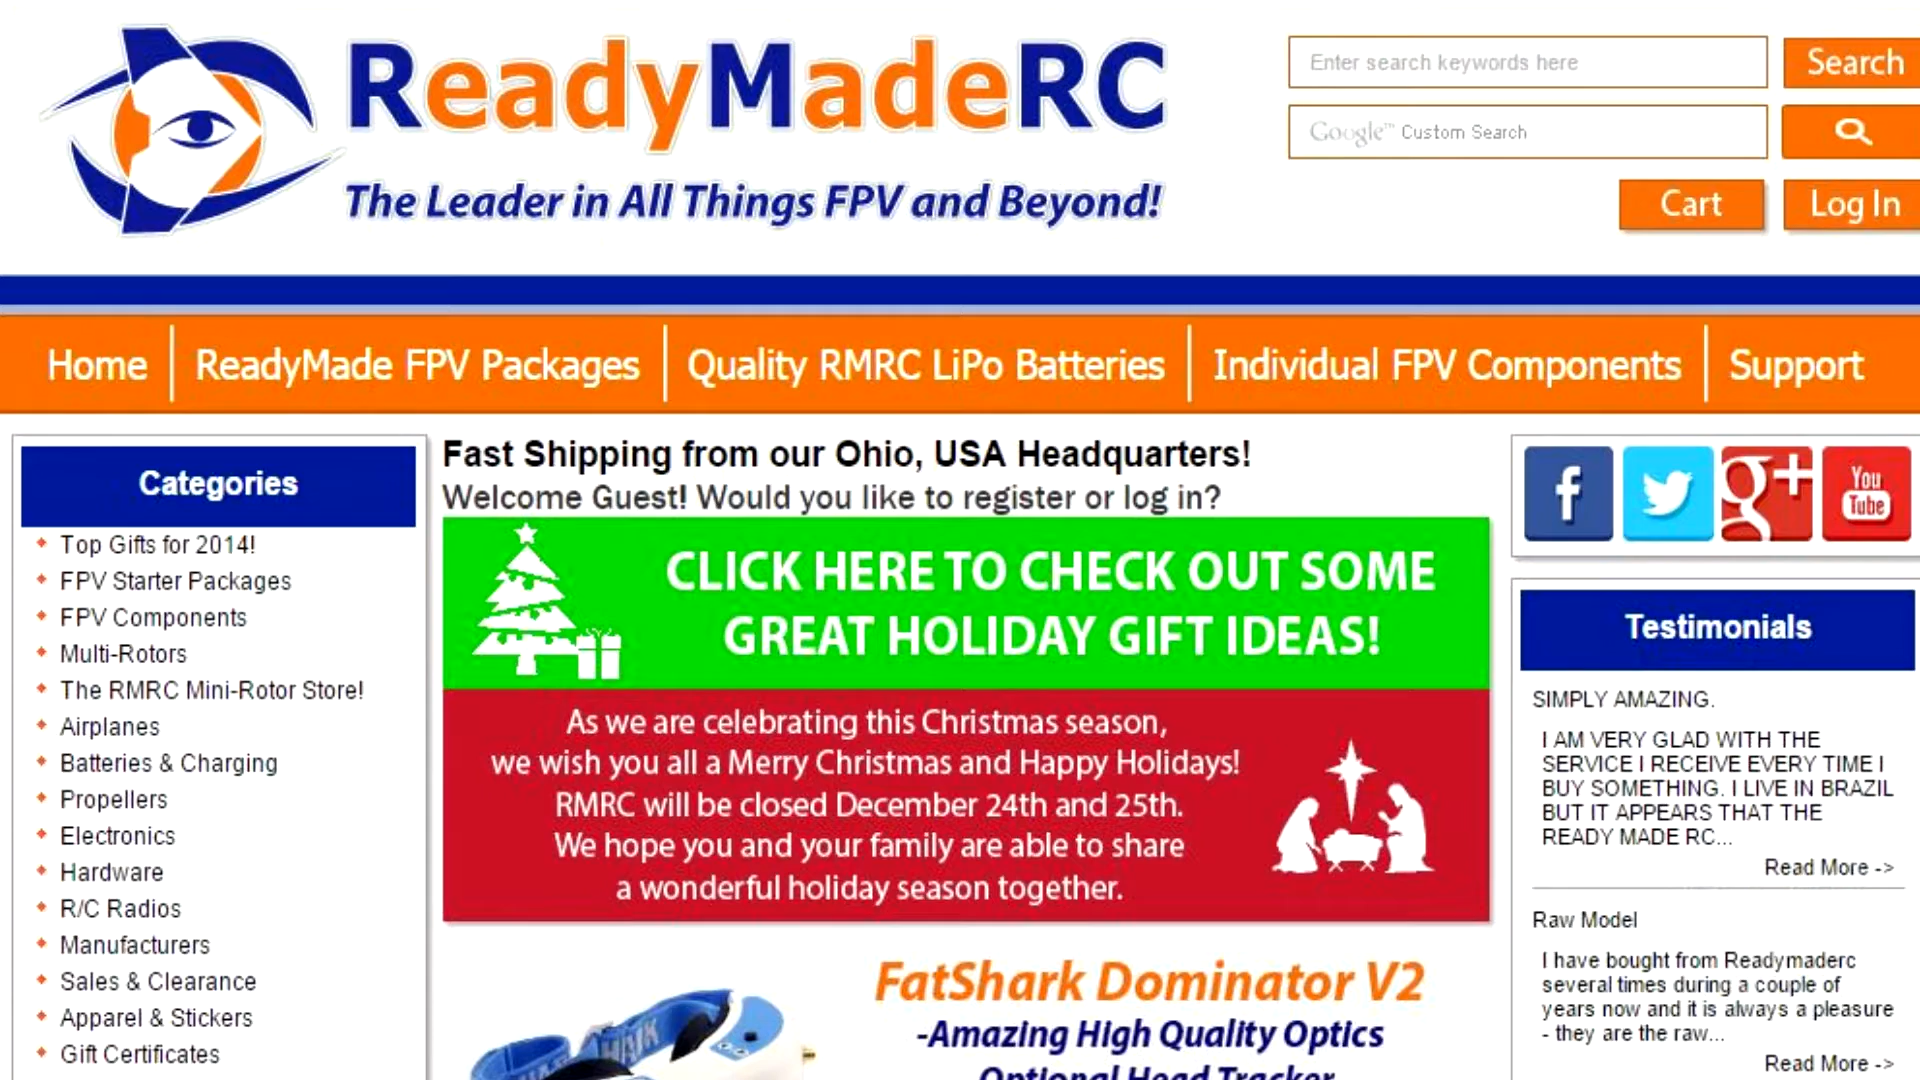 ReadyMadeRC
The Leader in All Things FPV and Beyond!
Enter search keywords here
Search
Google™ Custom Search
Cart
Log In
Home
ReadyMade FPV Packages
Quality RMRC LiPo Batteries
Individual FPV Components
Support
Categories
Top Gifts for 2014!
FPV Starter Packages
FPV Components
Multi-Rotors
The RMRC Mini-Rotor Store!
Airplanes
Batteries & Charging
Propellers
Electronics
Hardware
R/C Radios
Manufacturers
Sales & Clearance
Apparel & Stickers
Gift Certificates
Fast Shipping from our Ohio, USA Headquarters!
Welcome Guest! Would you like to register or log in?
CLICK HERE TO CHECK OUT SOME
GREAT HOLIDAY GIFT IDEAS!
As we are celebrating this Christmas season,
we wish you all a Merry Christmas and Happy Holidays!
RMRC will be closed December 24th and 25th.
We hope you and your family are able to share
a wonderful holiday season together.
FatShark Dominator V2
-Amazing High Quality Optics
Optional Head Tracker
f
g+
You
Tube
Testimonials
SIMPLY AMAZING.
I AM VERY GLAD WITH THE
SERVICE I RECEIVE EVERY TIME I
BUY SOMETHING. I LIVE IN BRAZIL
BUT IT APPEARS THAT THE
READY MADE RC...
Read More ->
Raw Model
I have bought from Readymaderc
several times during a couple of
years now and it is always a pleasure
- they are the raw...
Read More ->